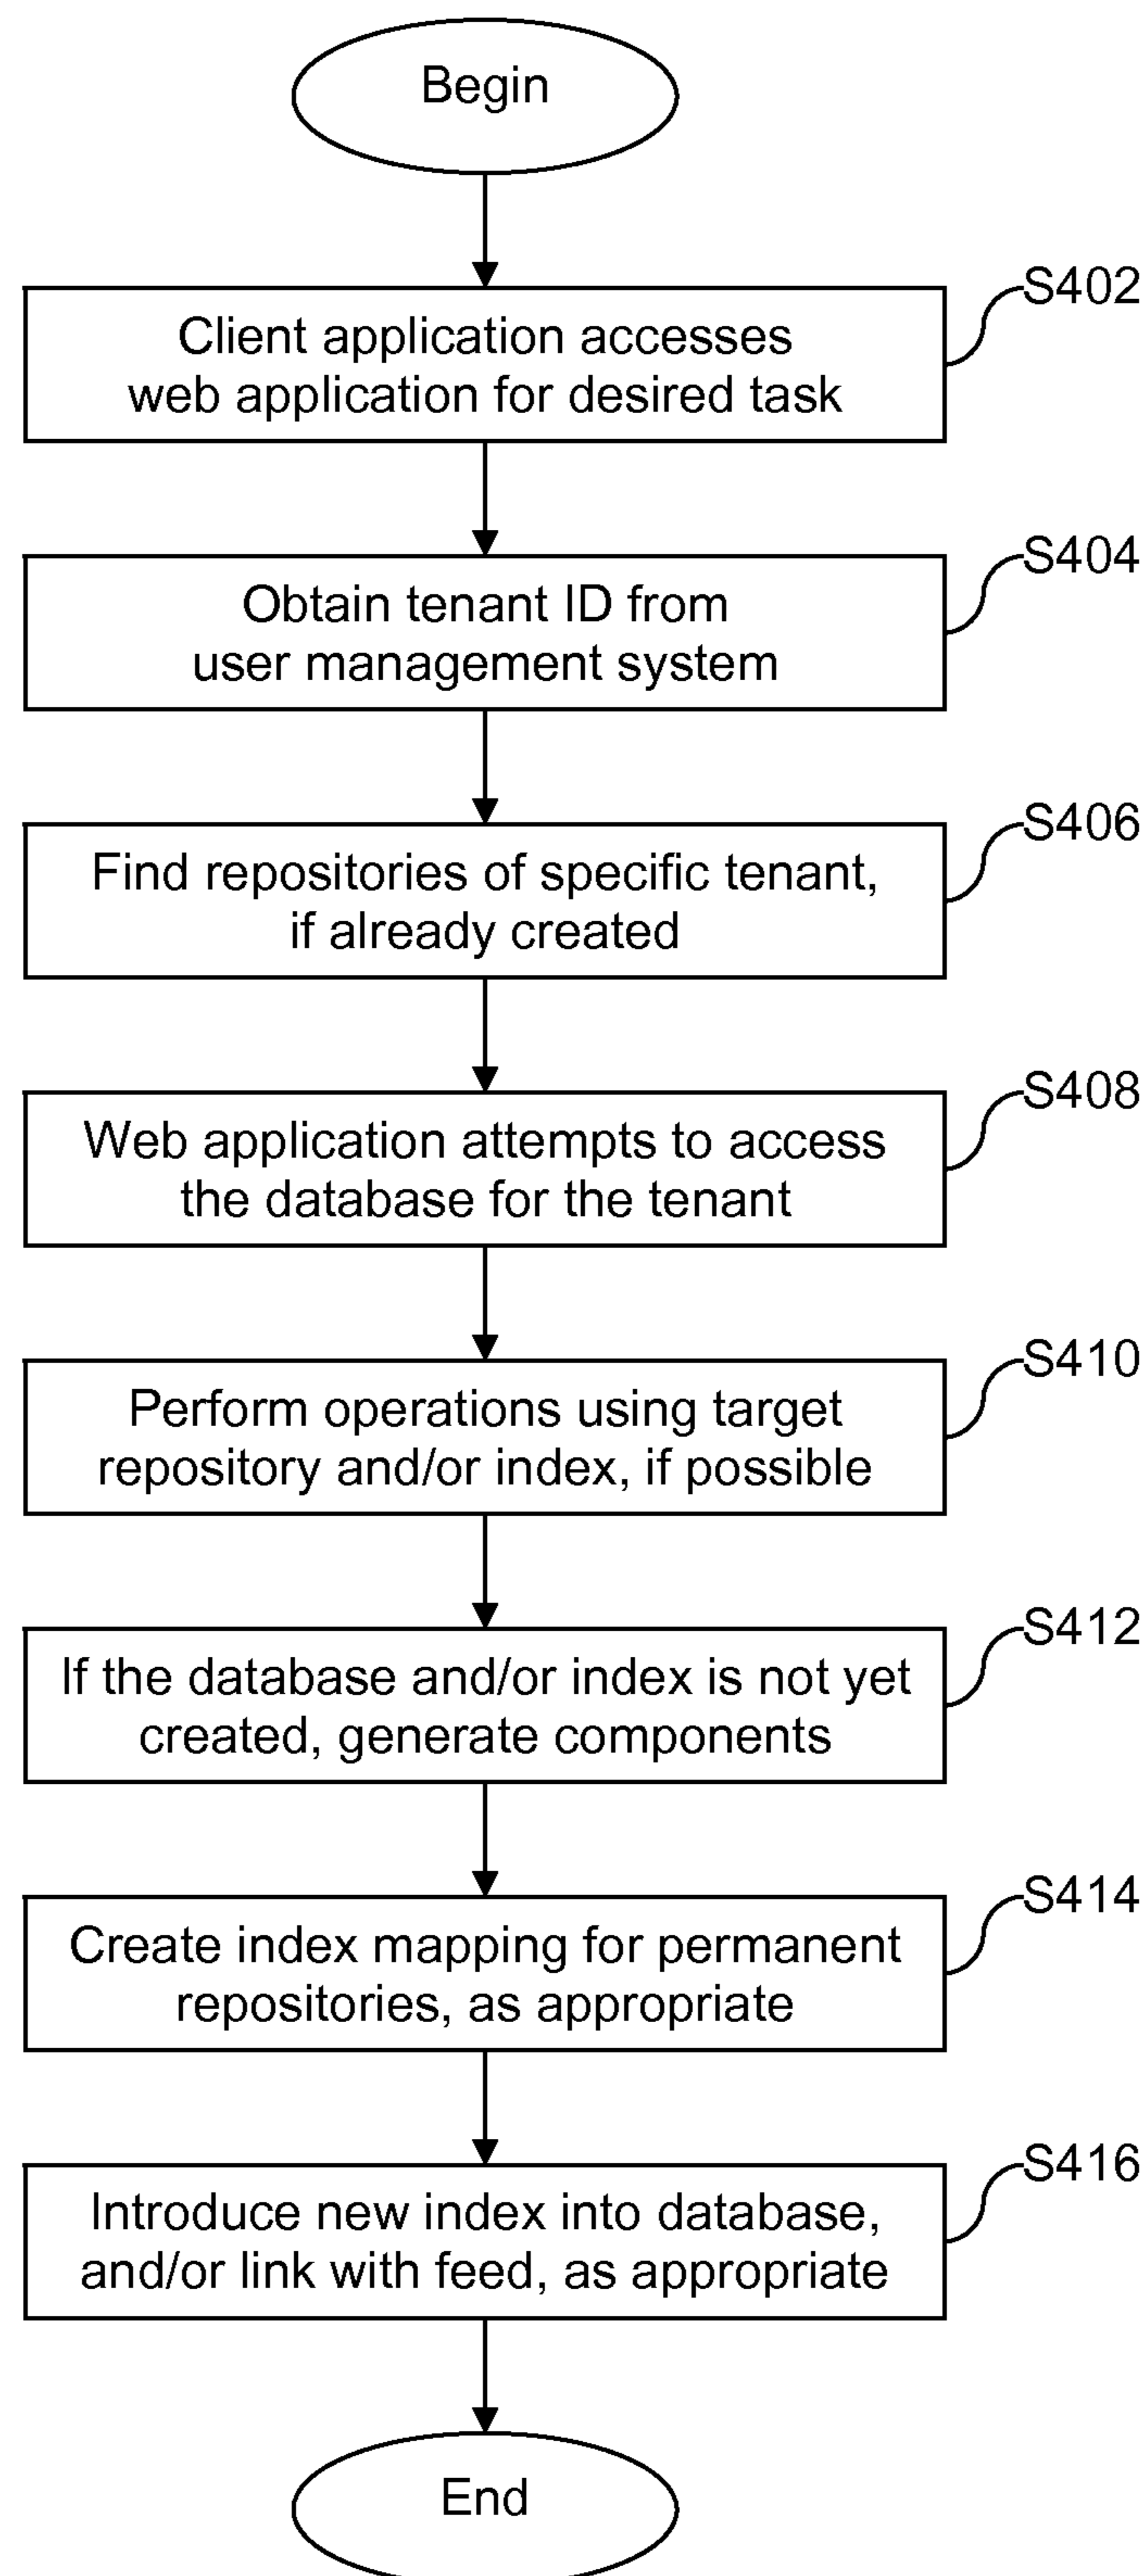 Begin
S402
Client application accesses
web application for desired task
S404
Obtain tenant ID from
user management system
S406
Find repositories of specific tenant,
if already created
S408
Web application attempts to access
the database for the tenant
S410
Perform operations using target
repository and/or index, if possible
S412
If the database and/or index is not yet
created, generate components
S414
Create index mapping for permanent
repositories, as appropriate
S416
Introduce new index into database,
and/or link with feed, as appropriate
End